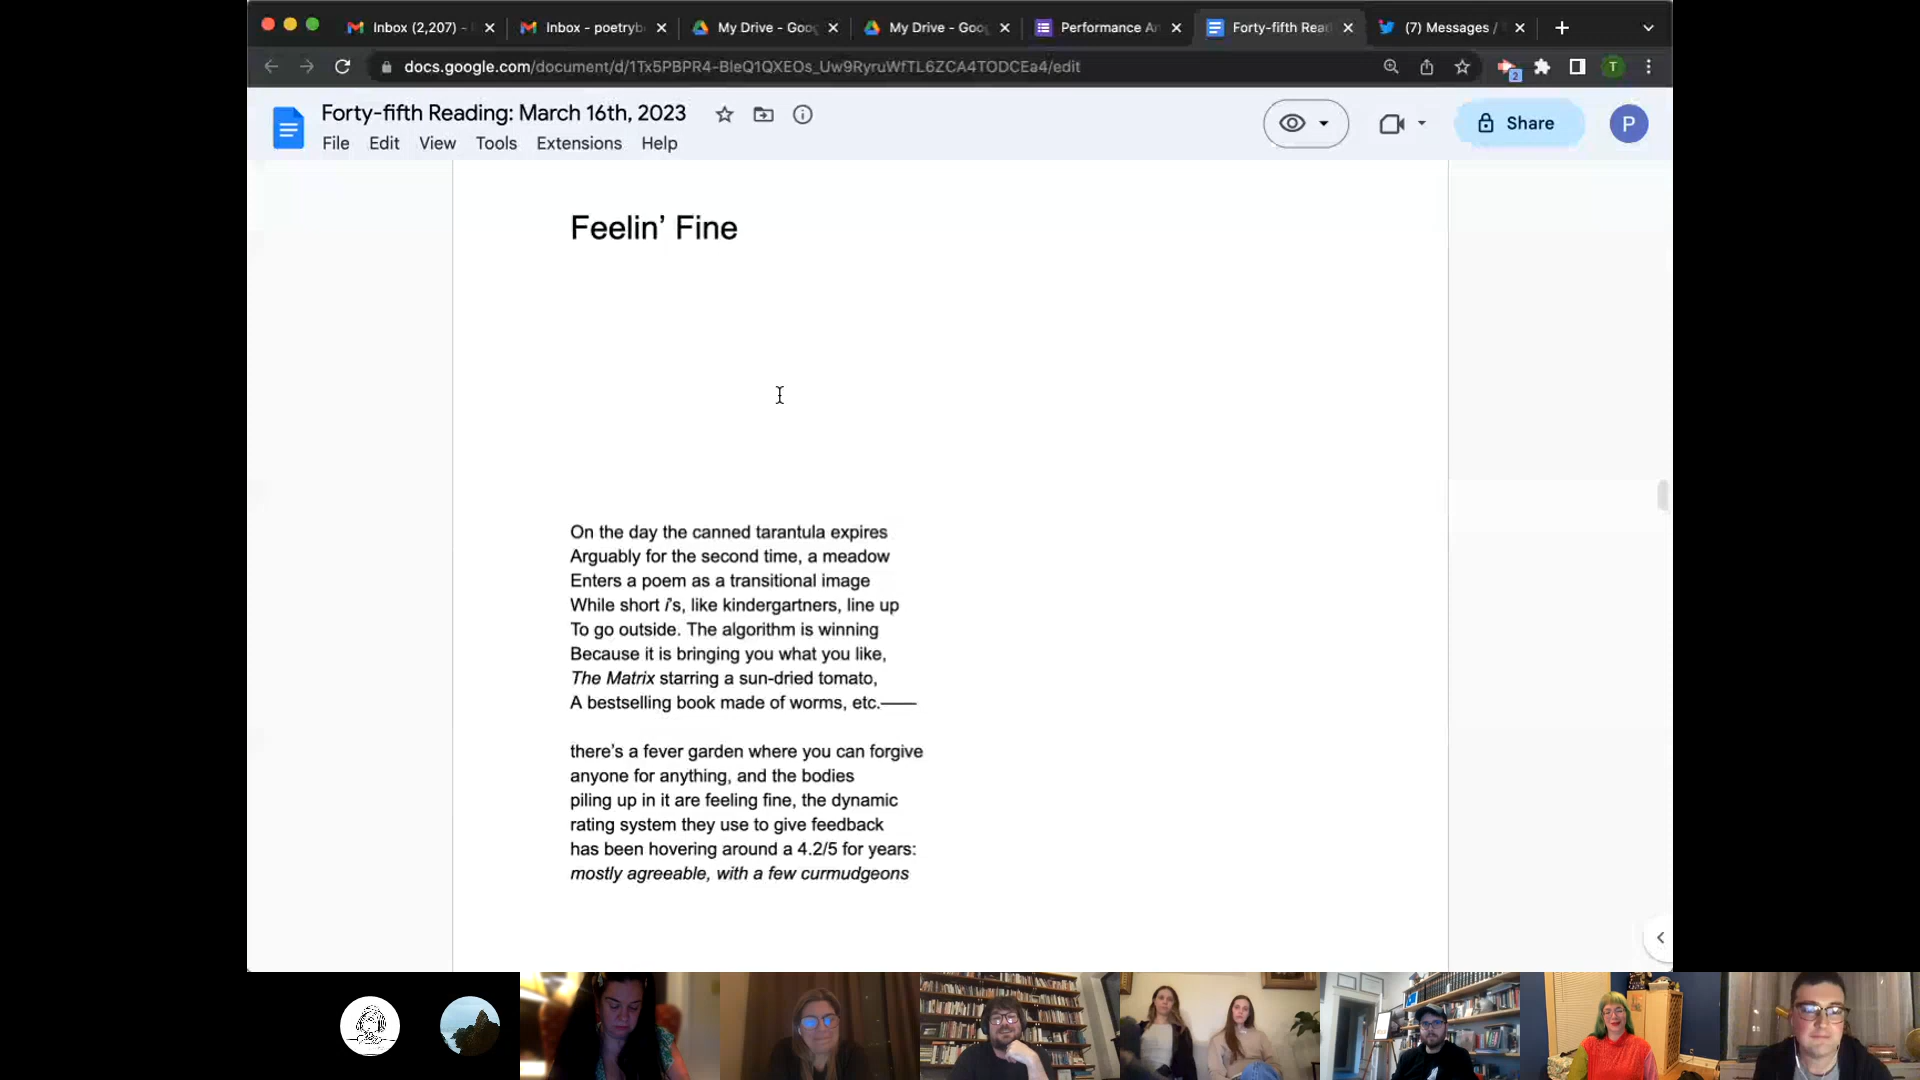 Inbox (2,207) -
Inbox - poetryb
My Drive - Goo
My Drive - Goo
Performance An
Forty-fifth Read
(7) Messages /
docs.google.com/document/d/1Tx5PBPR4-BleQ1QXEOs_Uw9RyruWfTL6ZCA4TODCEa4/edit
2
T
Forty-fifth Reading: March 16th, 2023
File Edit View Tools Extensions Help
Share
P
Feelin’ Fine
On the day the canned tarantula expires
Arguably for the second time, a meadow
Enters a poem as a transitional image
While short i’s, like kindergartners, line up
To go outside. The algorithm is winning
Because it is bringing you what you like,
The Matrix starring a sun-dried tomato,
A bestselling book made of worms, etc.——
there’s a fever garden where you can forgive
anyone for anything, and the bodies
piling up in it are feeling fine, the dynamic
rating system they use to give feedback
has been hovering around a 4.2/5 for years:
mostly agreeable, with a few curmudgeons